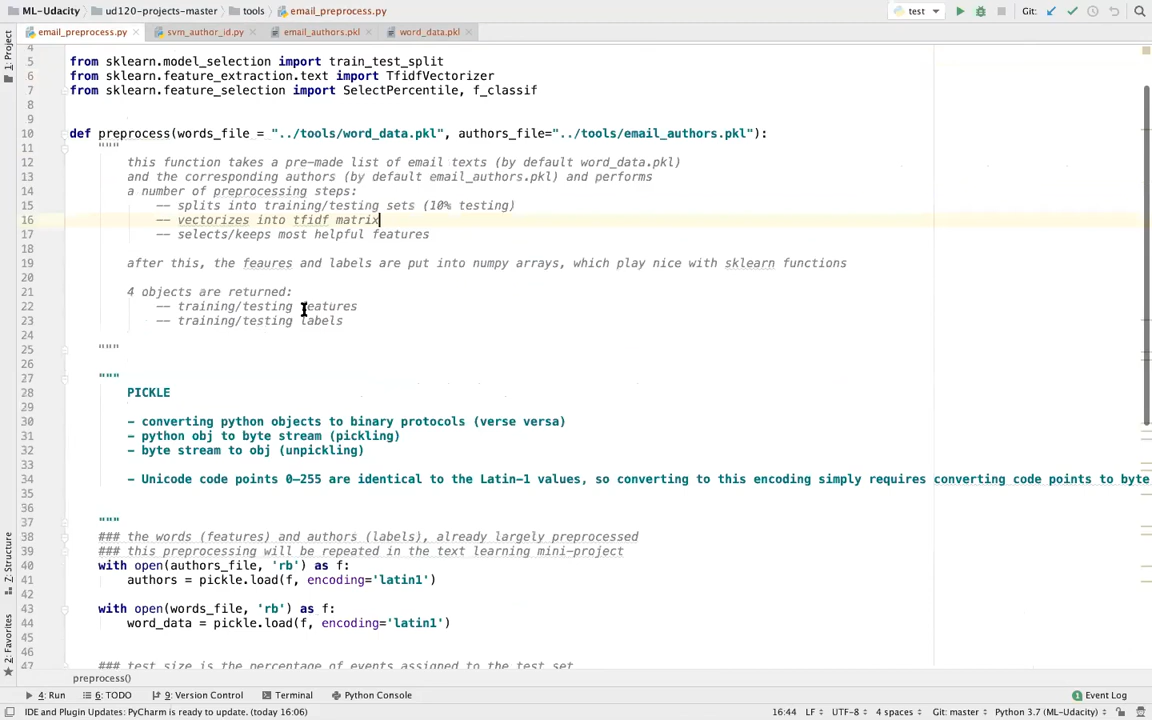 ML-Udacity
ud120-projects-master
tools
email_preprocess.py
test
Git:
email_preprocess.py
svm_author_id.py
email_authors.pkl
word_data.pkl
1: Project
5 from sklearn.model_selection import train_test_split
6 from sklearn.feature_extraction.text import TfidfVectorizer
7 from sklearn.feature_selection import SelectPercentile, f_classif
8
9
10 def preprocess(words_file = "../tools/word_data.pkl", authors_file="../tools/email_authors.pkl"):
11 """
12 this function takes a pre-made list of email texts (by default word_data.pkl)
13 and the corresponding authors (by default email_authors.pkl) and performs
14 a number of preprocessing steps:
15 -- splits into training/testing sets (10% testing)
16 -- vectorizes into tfidf matrix
17 -- selects/keeps most helpful features
18
19 after this, the feaures and labels are put into numpy arrays, which play nice with sklearn functions
20
21 4 objects are returned:
22 -- training/testing features
23 -- training/testing labels
24
25 """
26
27 """
28 PICKLE
29
30 - converting python objects to binary protocols (verse versa)
31 - python obj to byte stream (pickling)
32 - byte stream to obj (unpickling)
33
34 - Unicode code points 0–255 are identical to the Latin-1 values, so converting to this encoding simply requires converting code points to byte
35
36
37 """
38 ### the words (features) and authors (labels), already largely preprocessed
39 ### this preprocessing will be repeated in the text learning mini-project
40 with open(authors_file, 'rb') as f:
41 authors = pickle.load(f, encoding='latin1')
42
43 with open(words_file, 'rb') as f:
44 word_data = pickle.load(f, encoding='latin1')
45
46
47 ### test size is the percentage of events assigned to the test set
Z: Structure
2: Favorites
preprocess()
4: Run
6: TODO
9: Version Control
Terminal
Python Console
1 Event Log
IDE and Plugin Updates: PyCharm is ready to update. (today 16:06)
16:44
LF
UTF-8
4 spaces
Git: master
Python 3.7 (ML-Udacity)